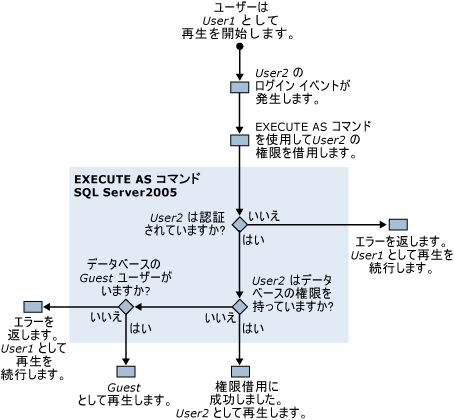 ユーザーは
User1 として
再生を開始します。
User2 の
ログイン イベントが
発生します。
EXECUTE AS コマンド
を使用してUser2 の
権限を借用します。
EXECUTE AS コマンド
SQL Server2005
User2 は認証
されていますか?
いいえ
はい
エラーを返します。
User1 として再生を
続行します。
データベースの
Guest ユーザーが
いますか?
User2 はデータ
ベースの権限を
持っていますか?
いいえ
はい
いいえ
はい
エラーを
返します。
User1 として
再生を
続行します。
Guest
として再生します。
権限借用に
成功しました。
User2 として再生します。